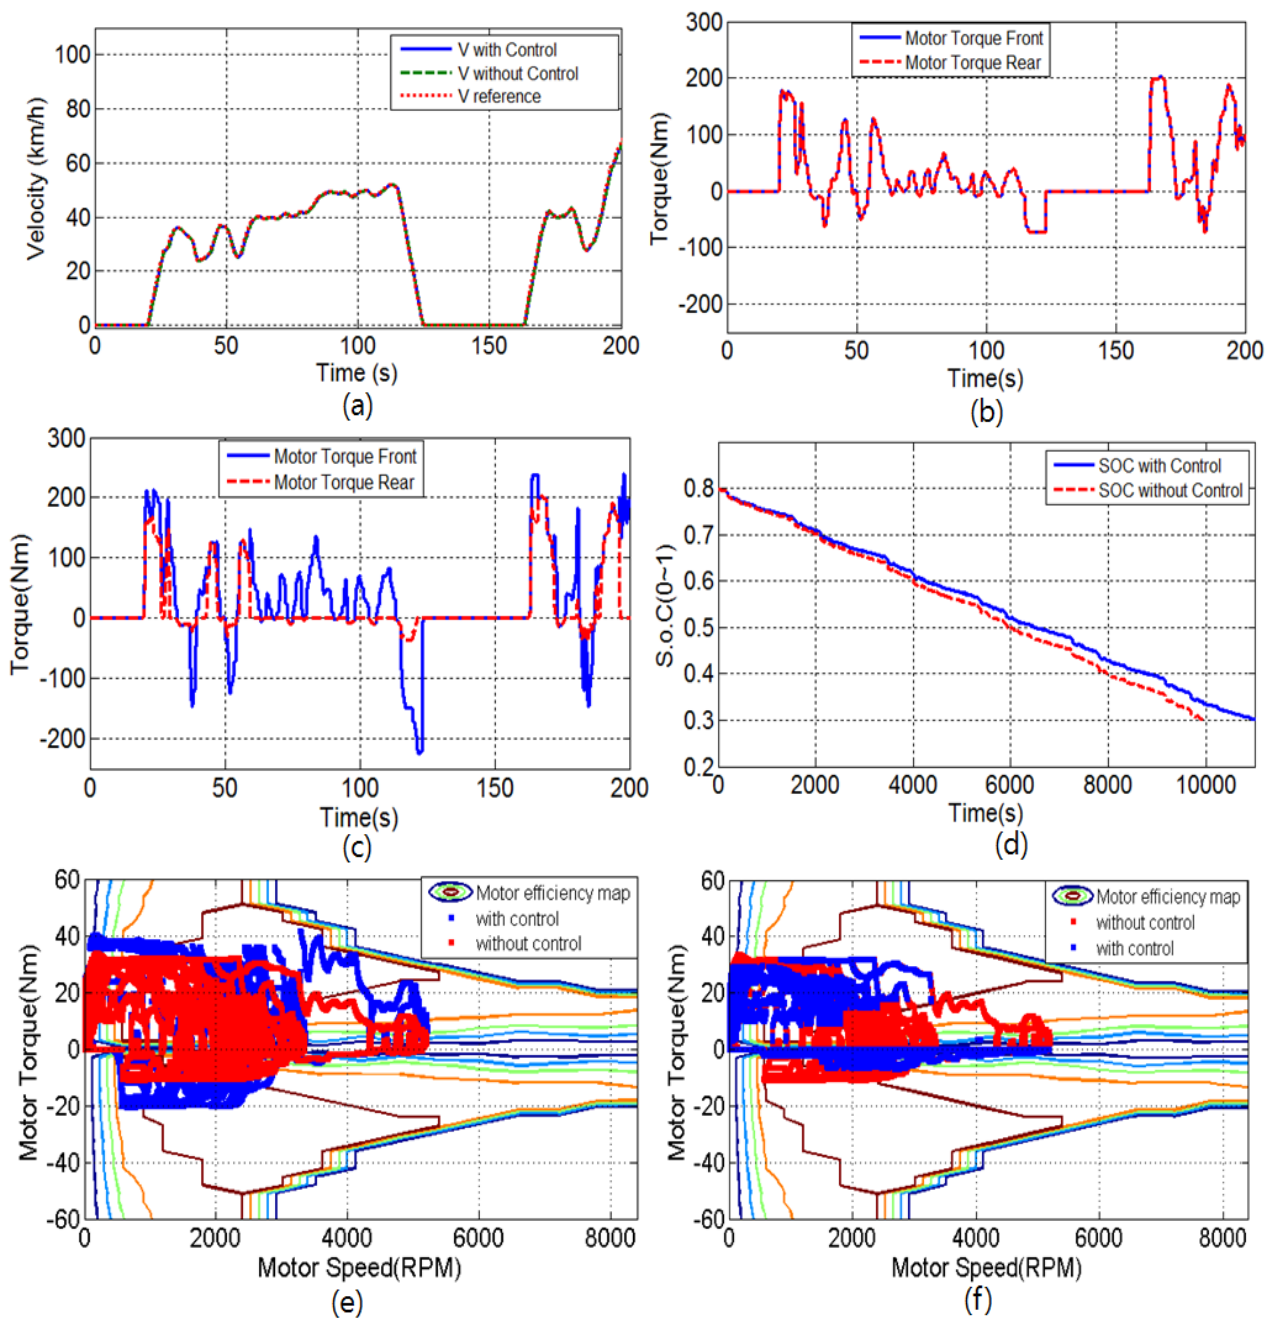 V with Control
V without Control
V reference
Velocity (km/h)
100
80
60
40
20
0
0 50 100 150 200
Time (s)
(a)
Motor Torque Front
Motor Torque Rear
Torque(Nm)
300
200
100
0
-100
-200
0 50 100 150 200
Time(s)
(b)
Motor Torque Front
Motor Torque Rear
Torque(Nm)
300
200
100
0
-100
-200
0 50 100 150 200
Time(s)
(c)
SOC with Control
SOC without Control
S.o.C(0~1)
0.8
0.7
0.6
0.5
0.4
0.3
0.2
0 2000 4000 6000 8000 10000
Time(s)
(d)
Motor efficiency map
with control
without control
Motor Torque(Nm)
60
40
20
0
-20
-40
-60
0 2000 4000 6000 8000
Motor Speed(RPM)
(e)
Motor efficiency map
without control
with control
Motor Torque(Nm)
60
40
20
0
-20
-40
-60
0 2000 4000 6000 8000
Motor Speed(RPM)
(f)